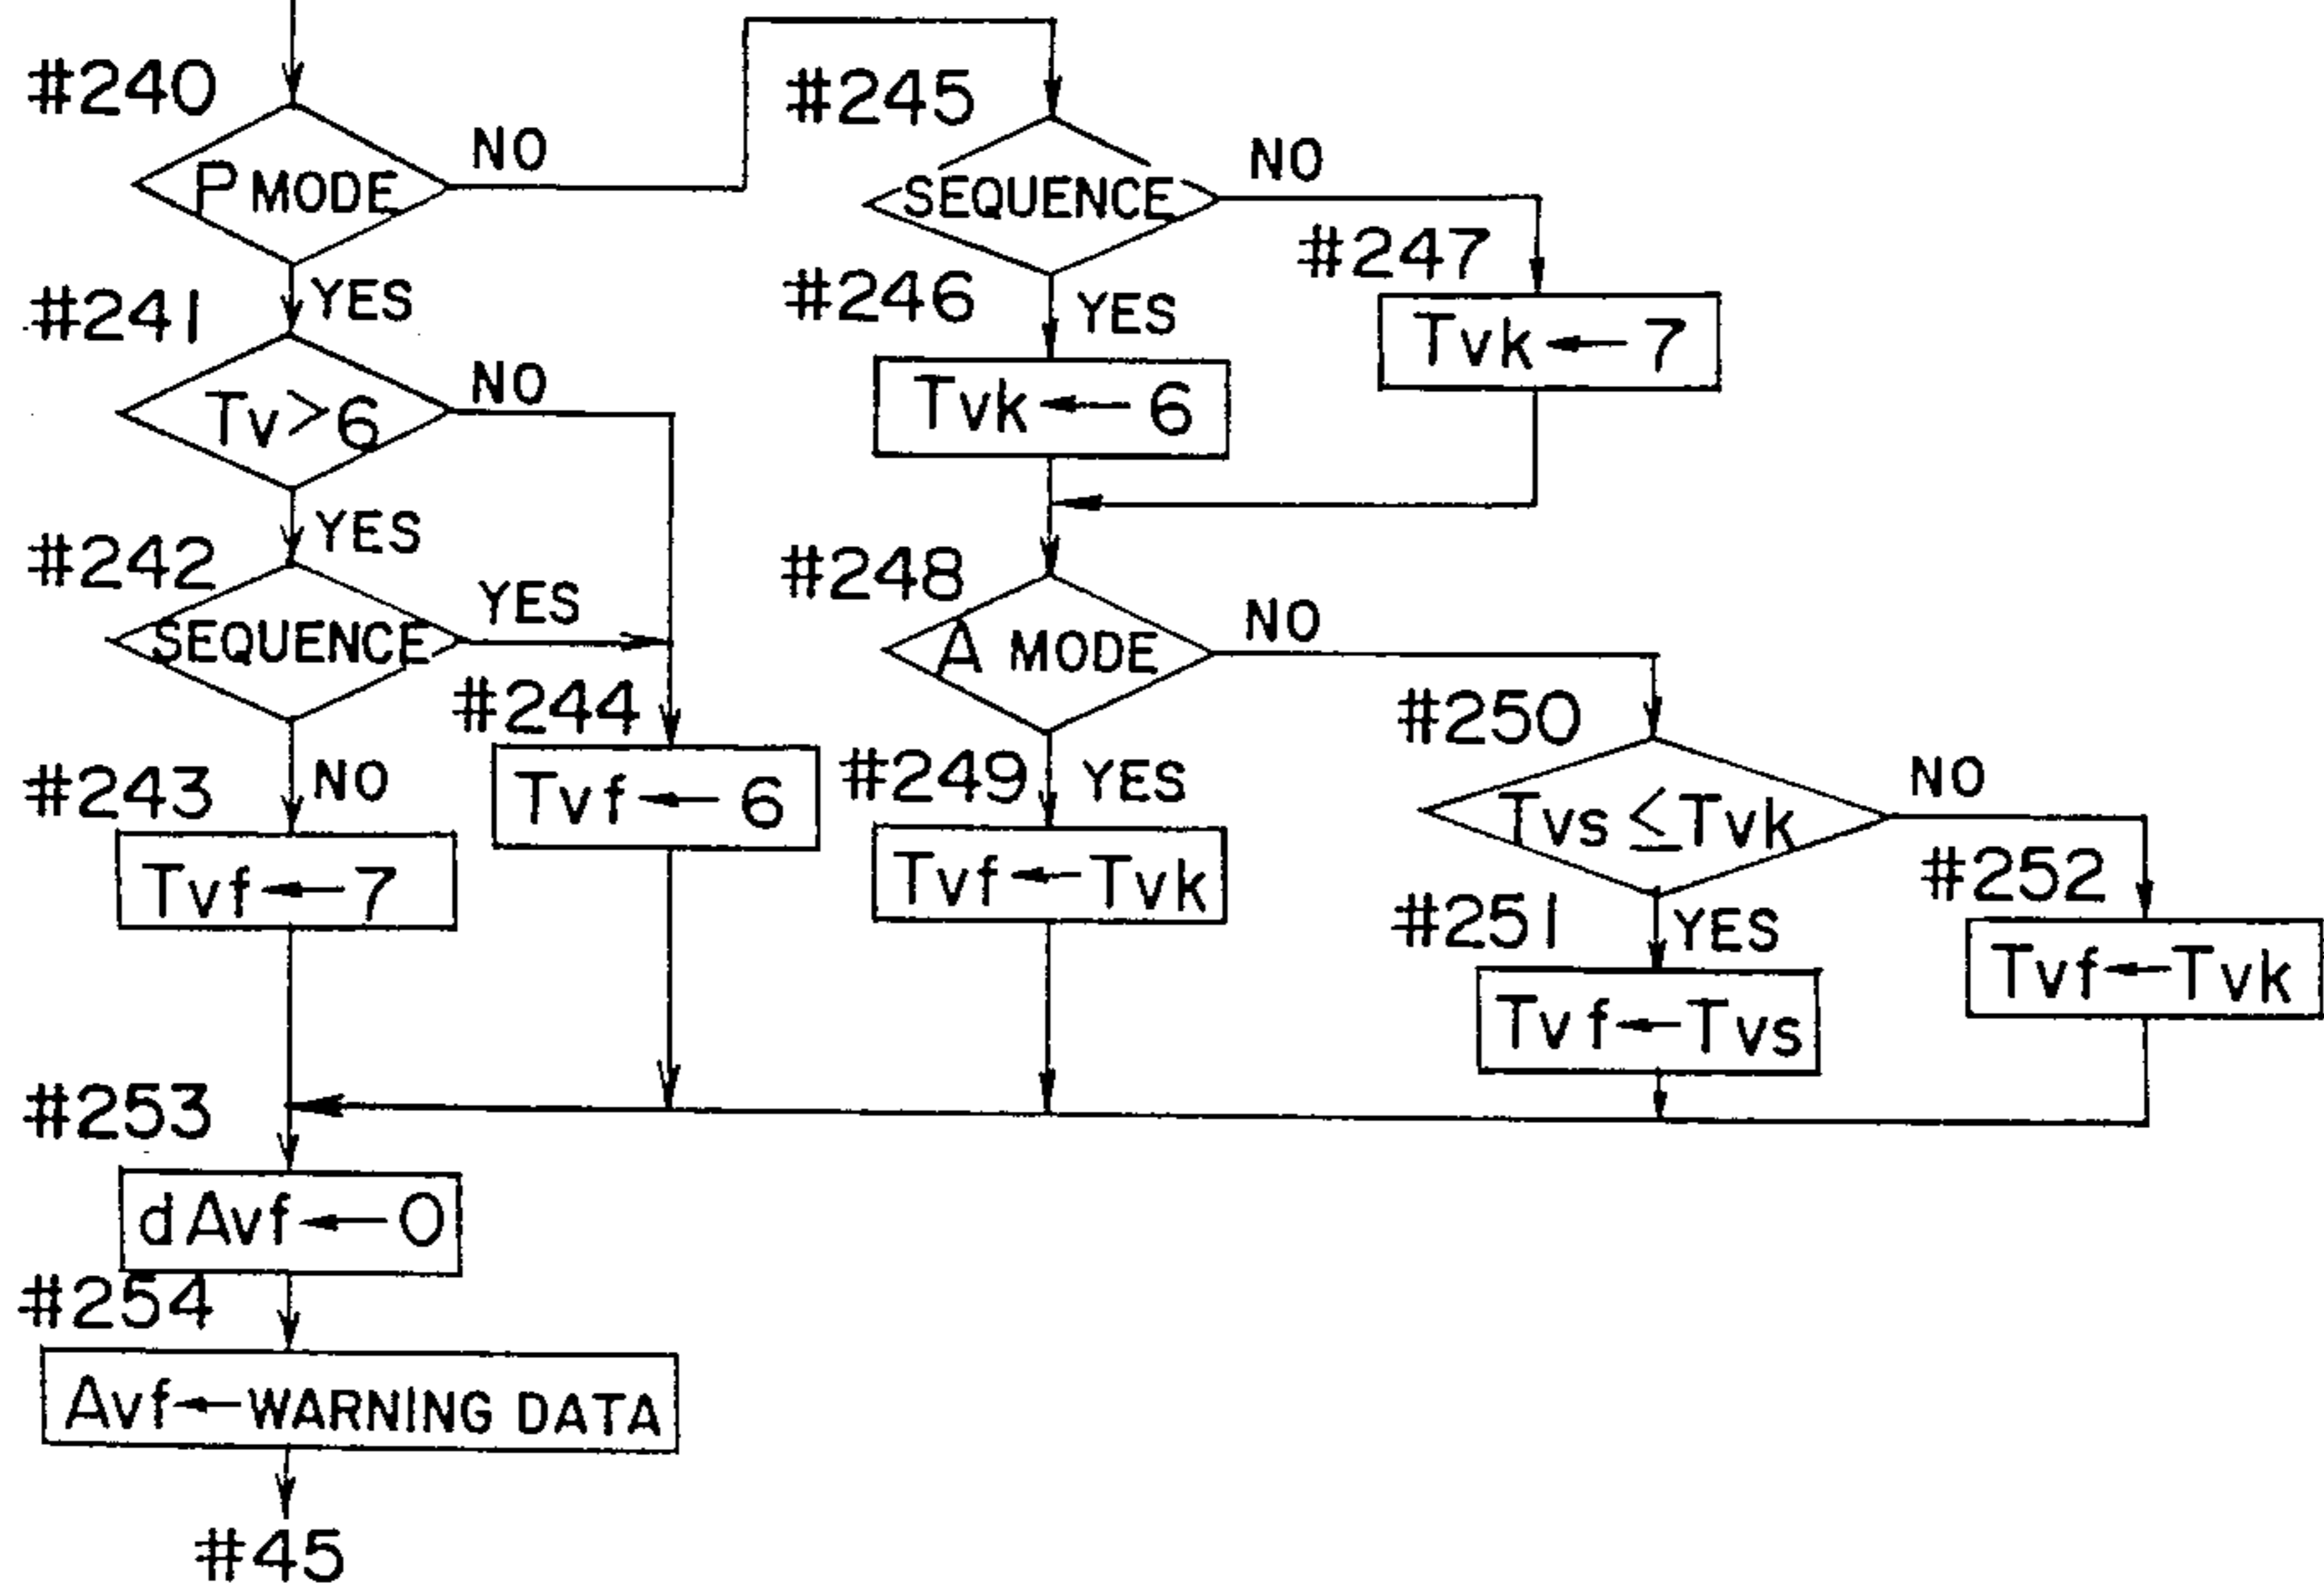 #240
P MODE
NO
YES
#241
Tv>6
NO
YES
#242
SEQUENCE
YES
NO
#243
Tvf←7
#244
Tvf←6
#245
SEQUENCE
NO
YES
#246
Tvk←6
#247
Tvk←7
#248
A MODE
NO
YES
#249
Tvf←Tvk
#250
Tvs≤Tvk
NO
YES
#251
Tvf←Tvs
#252
Tvf←Tvk
#253
dAvf←0
#254
Avf←WARNING DATA
#45